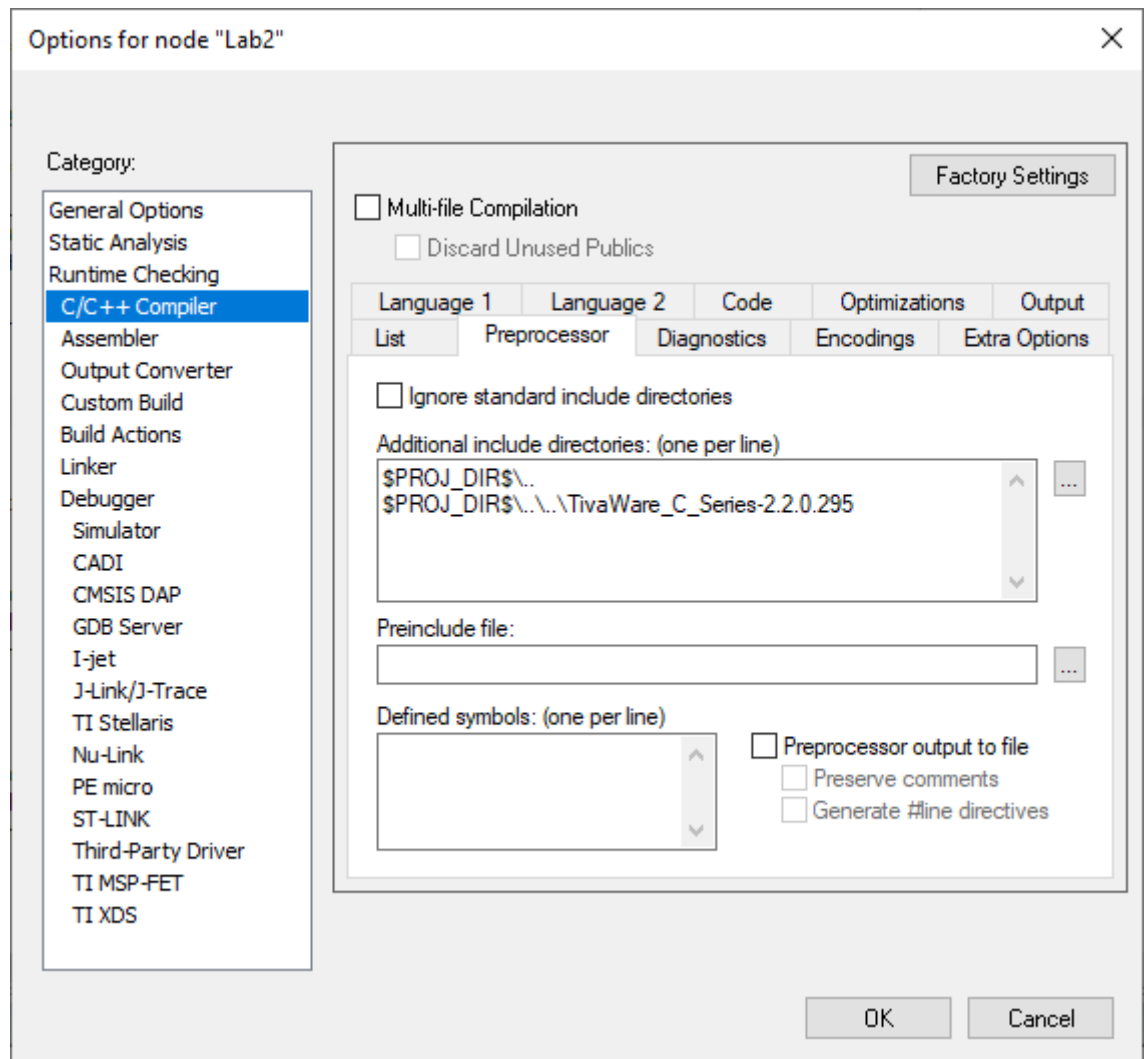 Options for node "Lab2"
Category:
General Options
Static Analysis
Runtime Checking
C/C++ Compiler
Assembler
Output Converter
Custom Build
Build Actions
Linker
Debugger
Simulator
CADI
CMSIS DAP
GDB Server
I-jet
J-Link/J-Trace
TI Stellaris
Nu-Link
PE micro
ST-LINK
Third-Party Driver
TI MSP-FET
TI XDS
Factory Settings
Multi-file Compilation
Discard Unused Publics
Language 1 Language 2 Code Optimizations Output
List Preprocessor Diagnostics Encodings Extra Options
Ignore standard include directories
Additional include directories: (one per line)
$PROJ_DIR$\..
$PROJ_DIR$\..\..\TivaWare_C_Series-2.2.0.295
...
Preinclude file:
...
Defined symbols: (one per line)
Preprocessor output to file
Preserve comments
Generate #line directives
OK Cancel